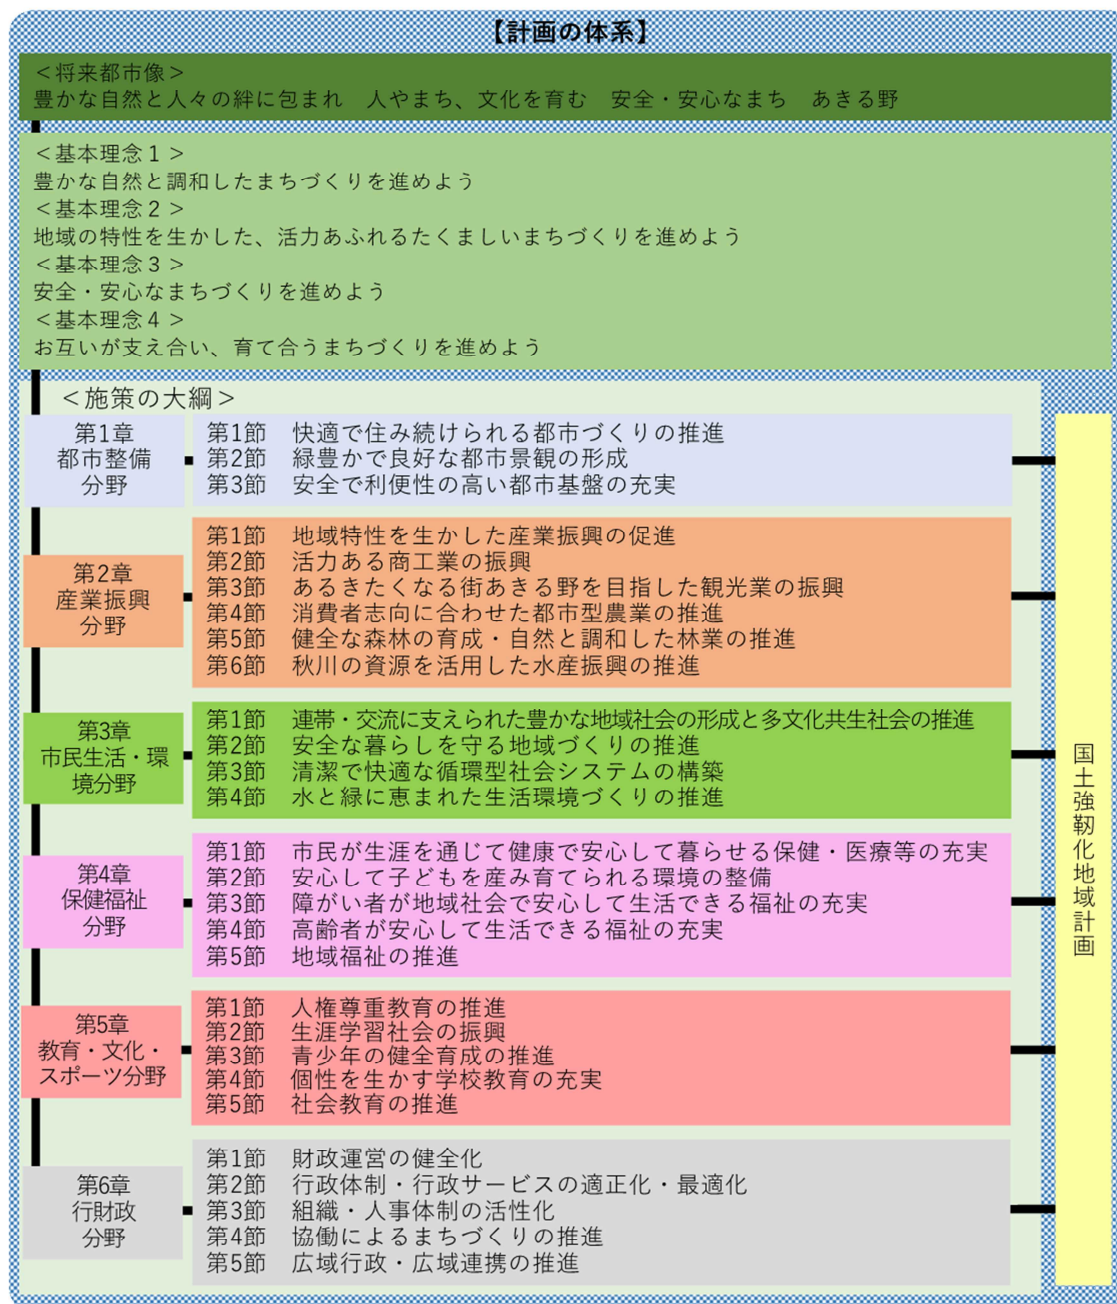 【計画の体系】
＜将来都市像＞
豊かな自然と人々の絆に包まれ　人やまち、文化を育む　安全・安心なまち　あきる野
＜基本理念１＞
豊かな自然と調和したまちづくりを進めよう
＜基本理念２＞
地域の特性を生かした、活力あふれるたくましいまちづくりを進めよう
＜基本理念３＞
安全・安心なまちづくりを進めよう
＜基本理念４＞
お互いが支え合い、育て合うまちづくりを進めよう
＜施策の大綱＞
第1章
都市整備
分野
第1節　快適で住み続けられる都市づくりの推進
第2節　緑豊かで良好な都市景観の形成
第3節　安全で利便性の高い都市基盤の充実
第2章
産業振興
分野
第1節　地域特性を生かした産業振興の促進
第2節　活力ある商工業の振興
第3節　あるきたくなる街あきる野を目指した観光業の振興
第4節　消費者志向に合わせた都市型農業の推進
第5節　健全な森林の育成・自然と調和した林業の推進
第6節　秋川の資源を活用した水産振興の推進
第3章
市民生活・環
境分野
第1節　連帯・交流に支えられた豊かな地域社会の形成と多文化共生社会の推進
第2節　安全な暮らしを守る地域づくりの推進
第3節　清潔で快適な循環型社会システムの構築
第4節　水と緑に恵まれた生活環境づくりの推進
第4章
保健福祉
分野
第1節　市民が生涯を通じて健康で安心して暮らせる保健・医療等の充実
第2節　安心して子どもを産み育てられる環境の整備
第3節　障がい者が地域社会で安心して生活できる福祉の充実
第4節　高齢者が安心して生活できる福祉の充実
第5節　地域福祉の推進
第5章
教育・文化・
スポーツ分野
第1節　人権尊重教育の推進
第2節　生涯学習社会の振興
第3節　青少年の健全育成の推進
第4節　個性を生かす学校教育の充実
第5節　社会教育の推進
第6章
行財政
分野
第1節　財政運営の健全化
第2節　行政体制・行政サービスの適正化・最適化
第3節　組織・人事体制の活性化
第4節　協働によるまちづくりの推進
第5節　広域行政・広域連携の推進
国土強靭化地域計画